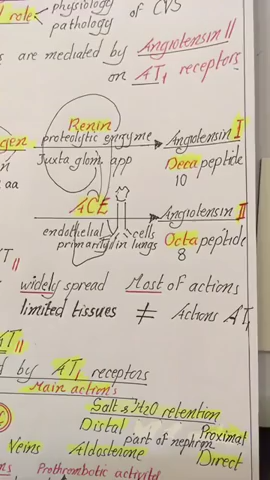 role physiology of CVS
pathology
s are mediated by Angiotensin II
on AT1 receptors
Renin
gen proteolytic enzyme Angiotensin I
Juxta glom. app Deca peptide
aa 10
ACE Angiotensin II
endothelial cells Octa peptide
primarily in lungs 8
widely spread Most of actions
limited tissues ≠ Actions AT1
AT II
d by AT1 receptors
Main actions
Salt & H2O retention
Distal part of nephron Proximal
Veins Aldosterone Direct
Prothrombotic activity